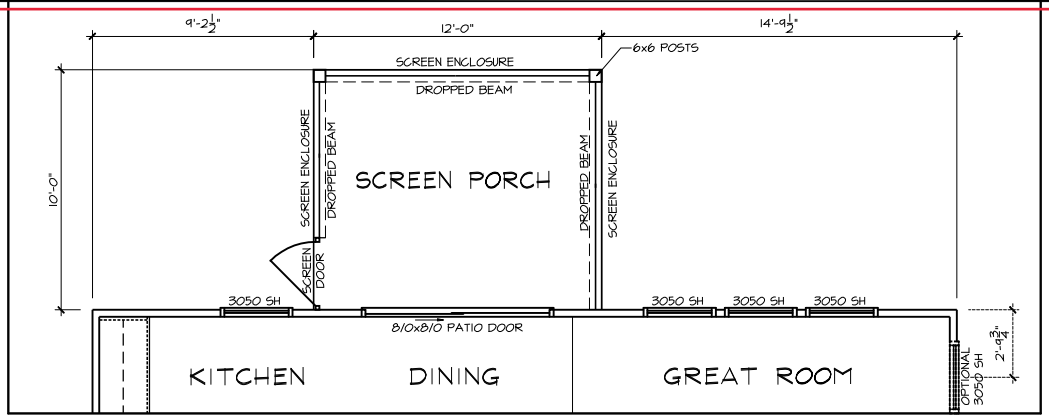 9'-2½"
12'-0"
14'-9½"
6x6 POSTS
SCREEN ENCLOSURE
DROPPED BEAM
10'-0"
SCREEN ENCLOSURE
DROPPED BEAM
SCREEN PORCH
DROPPED BEAM
SCREEN ENCLOSURE
SCREEN
DOOR
3050 SH
3050 SH
3050 SH
3050 SH
8/0x8/0 PATIO DOOR
2'-9¾"
KITCHEN
DINING
GREAT ROOM
OPTIONAL
3050 SH